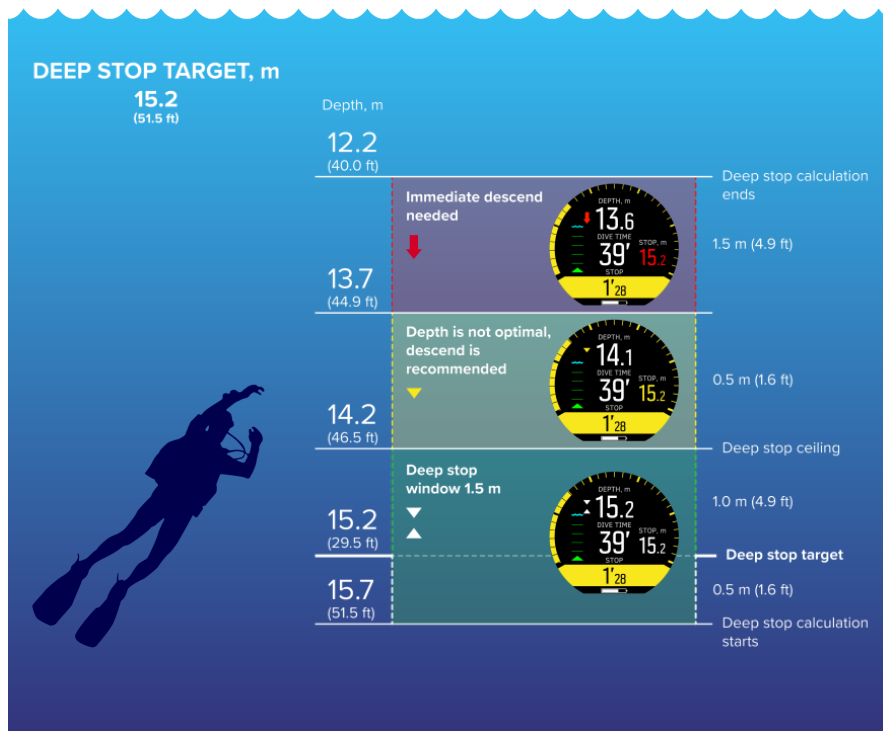 DEEP STOP TARGET, m
15.2
(51.5 ft)
Depth, m
12.2
(40.0 ft)
Deep stop calculation
ends
Immediate descend
needed
DEPTH, m
13.6
DIVE TIME
39'
STOP, m
15.2
STOP
1'28
1.5 m (4.9 ft)
13.7
(44.9 ft)
Depth is not optimal,
descend is
recommended
DEPTH, m
14.1
DIVE TIME
39'
STOP, m
15.2
STOP
1'28
0.5 m (1.6 ft)
14.2
(46.5 ft)
Deep stop ceiling
Deep stop
window 1.5 m
DEPTH, m
15.2
DIVE TIME
39'
STOP, m
15.2
STOP
1'28
1.0 m (4.9 ft)
15.2
(29.5 ft)
Deep stop target
15.7
(51.5 ft)
0.5 m (1.6 ft)
Deep stop calculation
starts